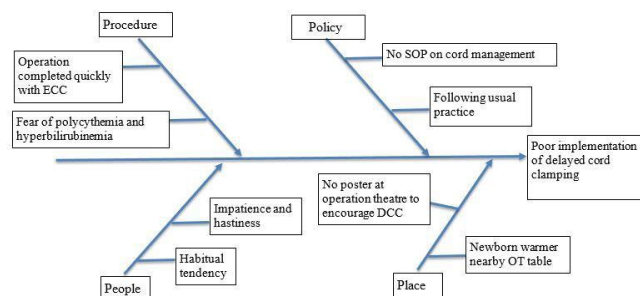 Procedure
Policy
Operation
completed quickly
with ECC
No SOP on cord management
Fear of polycythemia and
hyperbilirubinemia
Following usual
practice
Poor implementation
of delayed cord
clamping
Impatience and
hastiness
Habitual
tendency
People
No poster at
operation theatre to
encourage DCC
Newborn warmer
nearby OT table
Place